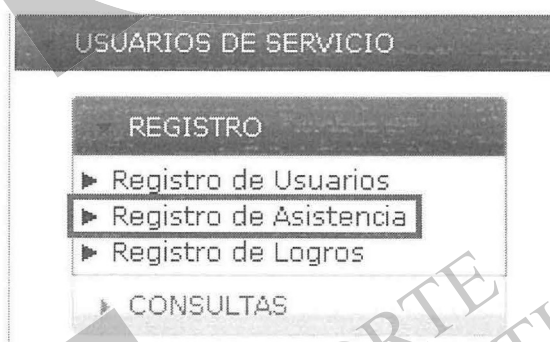 USUARIOS DE SERVICIO
REGISTRO
Registro de Usuarios
Registro de Asistencia
Registro de Logros
CONSULTAS